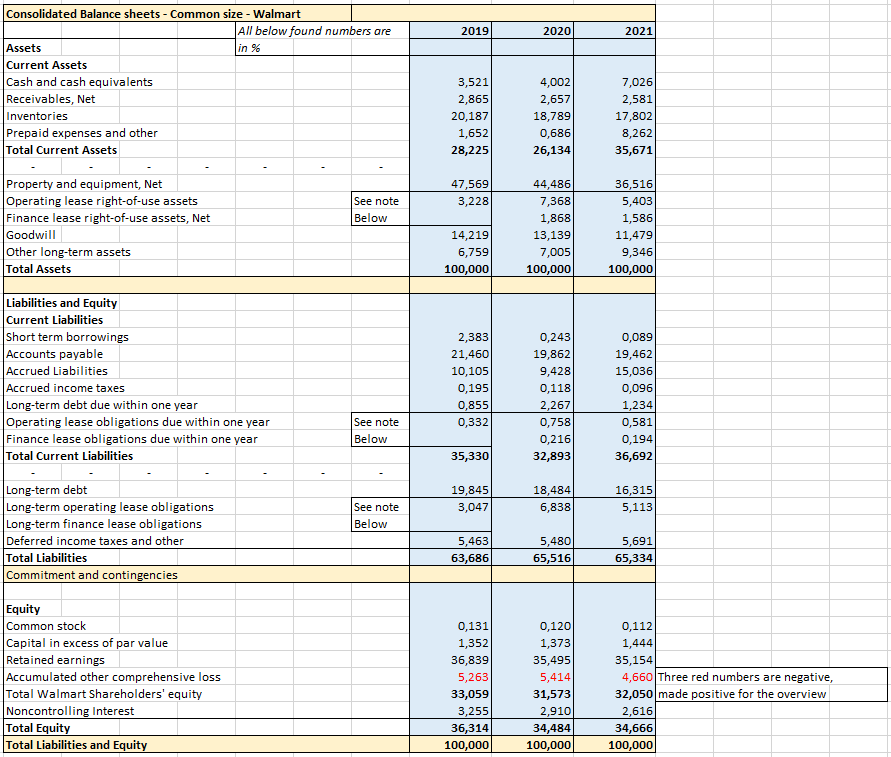 Consolidated Balance sheets - Common size - Walmart
All below found numbers are 2019 2020 2021
Assets in %
Current Assets
Cash and cash equivalents 3,521 4,002 7,026
Receivables, Net 2,865 2,657 2,581
Inventories 20,187 18,789 17,802
Prepaid expenses and other 1,652 0,686 8,262
Total Current Assets 28,225 26,134 35,671
- - - - - - -
Property and equipment, Net 47,569 44,486 36,516
Operating lease right-of-use assets See note 3,228 7,368 5,403
Finance lease right-of-use assets, Net Below 1,868 1,586
Goodwill 14,219 13,139 11,479
Other long-term assets 6,759 7,005 9,346
Total Assets 100,000 100,000 100,000
Liabilities and Equity
Current Liabilities
Short term borrowings 2,383 0,243 0,089
Accounts payable 21,460 19,862 19,462
Accrued Liabilities 10,105 9,428 15,036
Accrued income taxes 0,195 0,118 0,096
Long-term debt due within one year 0,855 2,267 1,234
Operating lease obligations due within one year See note 0,332 0,758 0,581
Finance lease obligations due within one year Below 0,216 0,194
Total Current Liabilities 35,330 32,893 36,692
- - - - - - -
Long-term debt 19,845 18,484 16,315
Long-term operating lease obligations See note 3,047 6,838 5,113
Long-term finance lease obligations Below
Deferred income taxes and other 5,463 5,480 5,691
Total Liabilities 63,686 65,516 65,334
Commitment and contingencies
Equity
Common stock 0,131 0,120 0,112
Capital in excess of par value 1,352 1,373 1,444
Retained earnings 36,839 35,495 35,154
Accumulated other comprehensive loss 5,263 5,414 4,660 Three red numbers are negative,
Total Walmart Shareholders' equity 33,059 31,573 32,050 made positive for the overview
Noncontrolling Interest 3,255 2,910 2,616
Total Equity 36,314 34,484 34,666
Total Liabilities and Equity 100,000 100,000 100,000